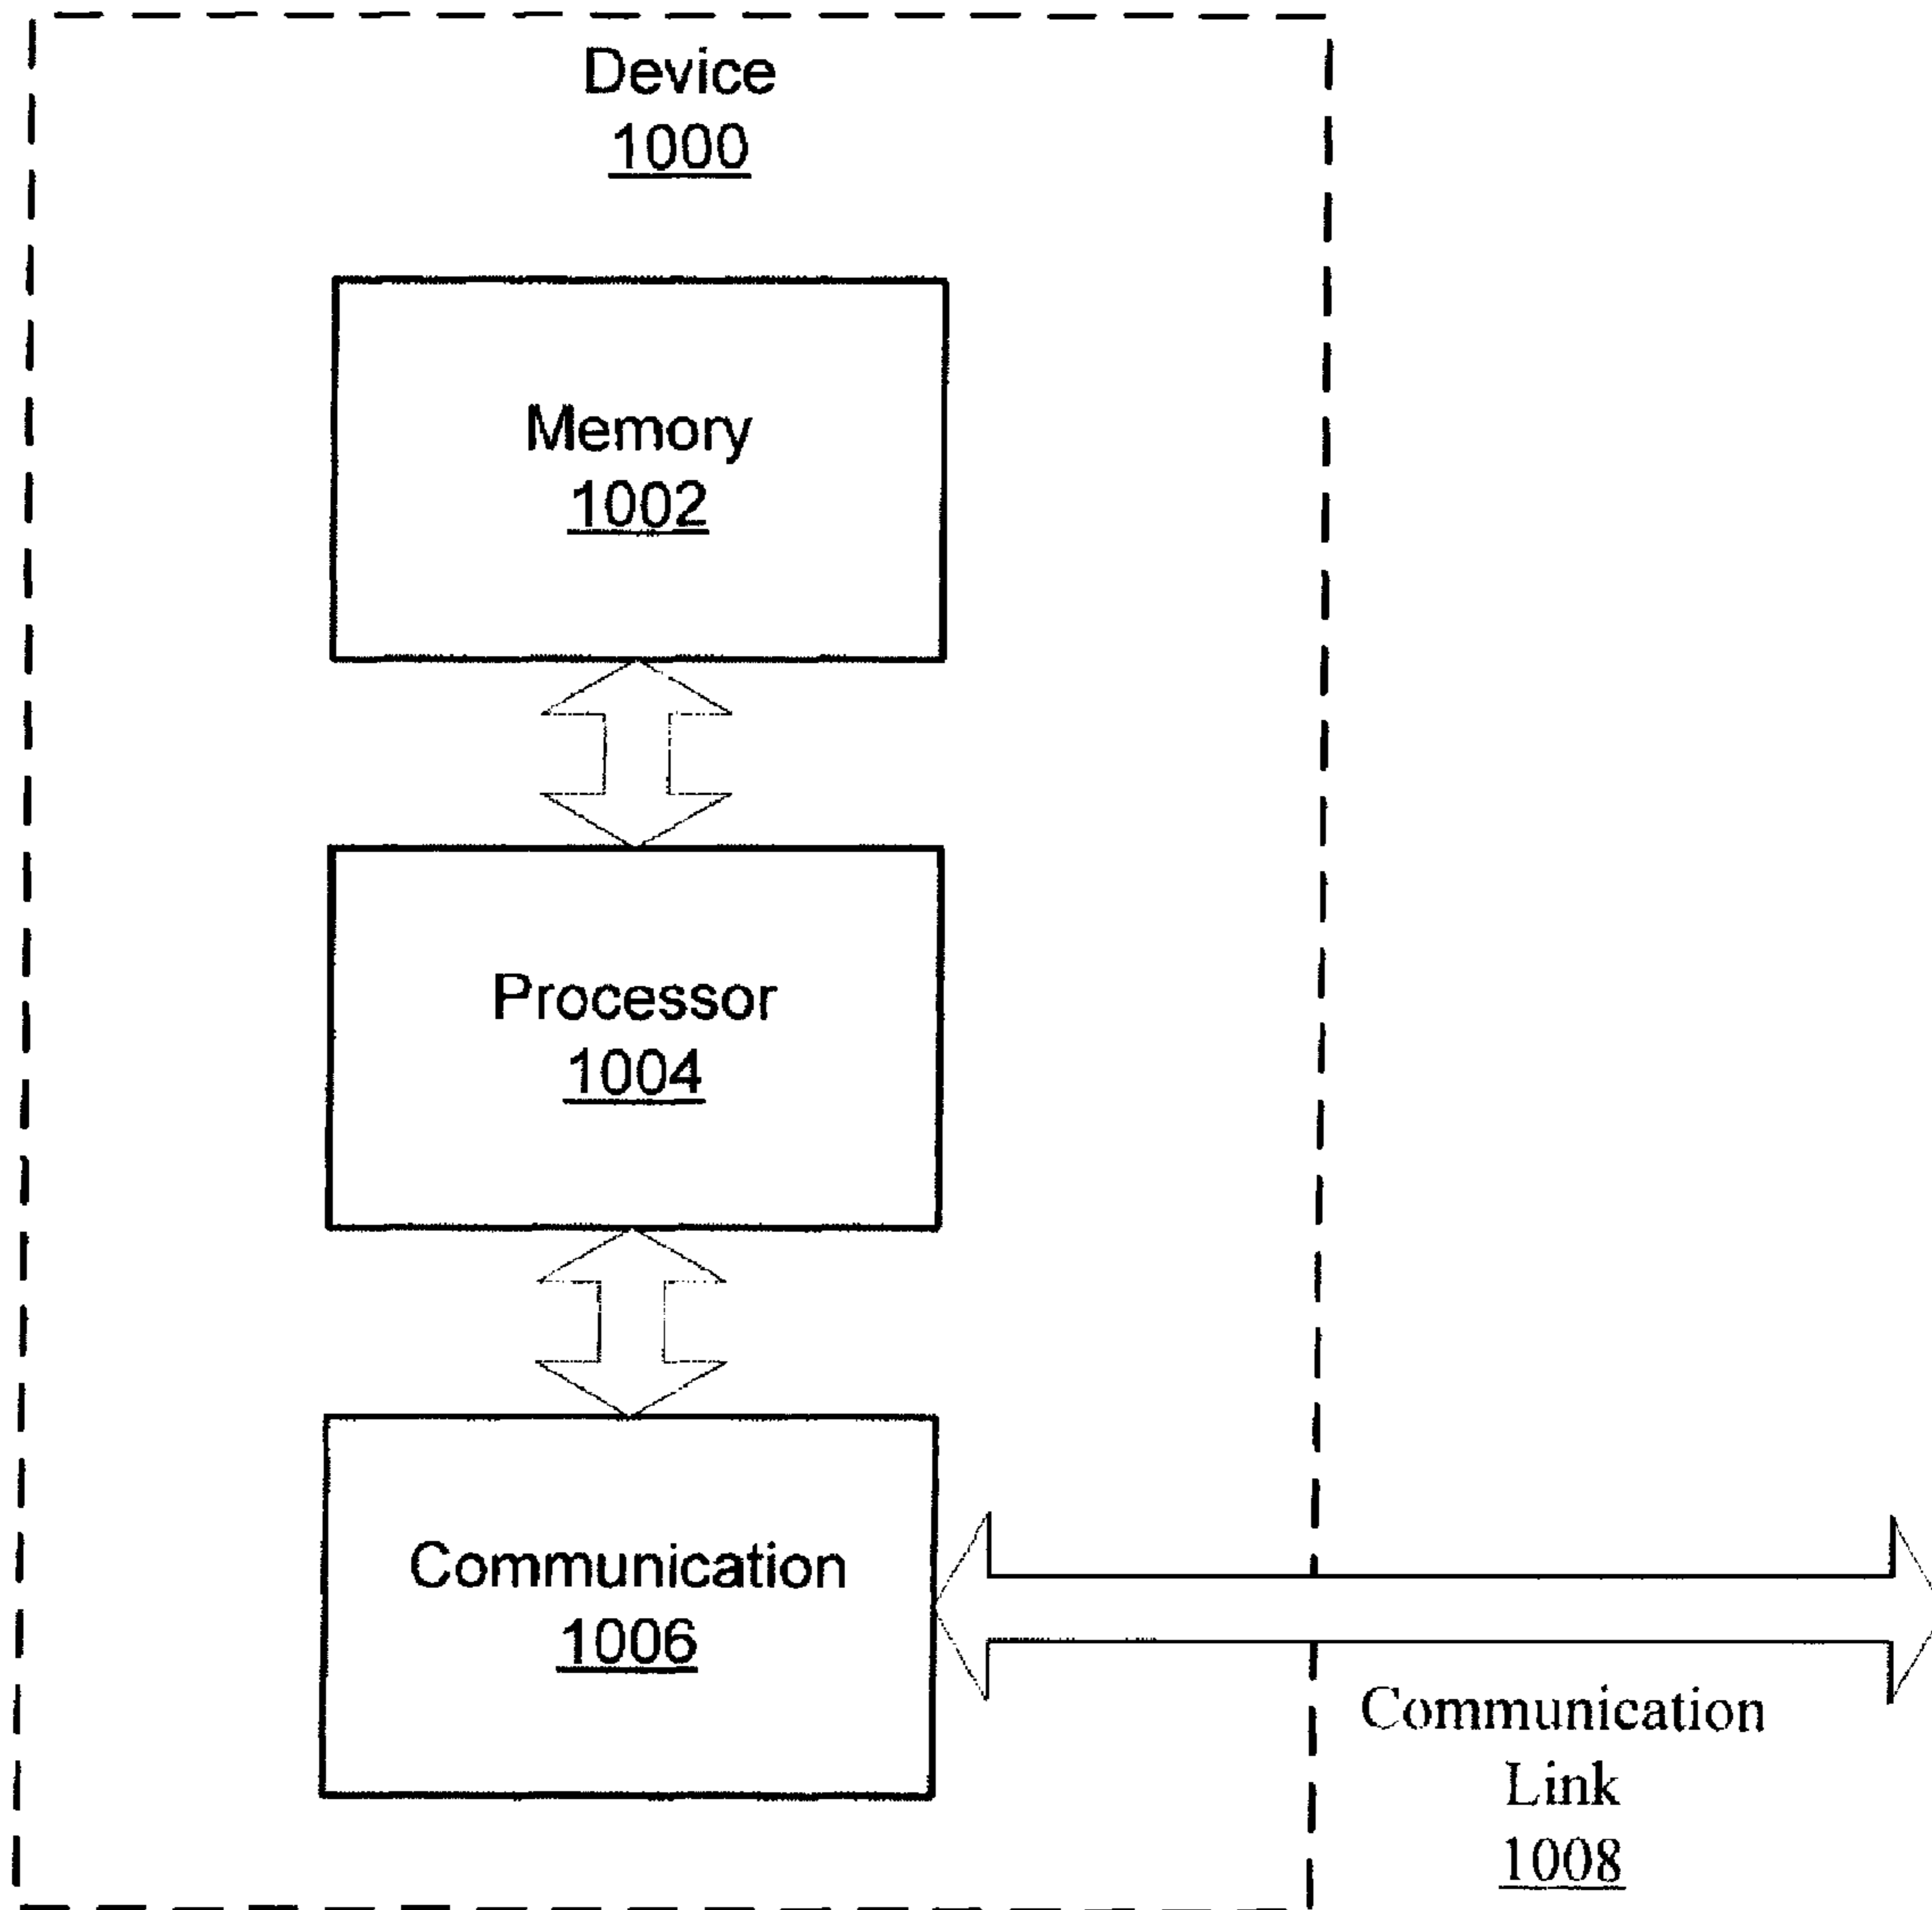 Device
1000
Memory
1002
Processor
1004
Communication
1006
Communication
Link
1008